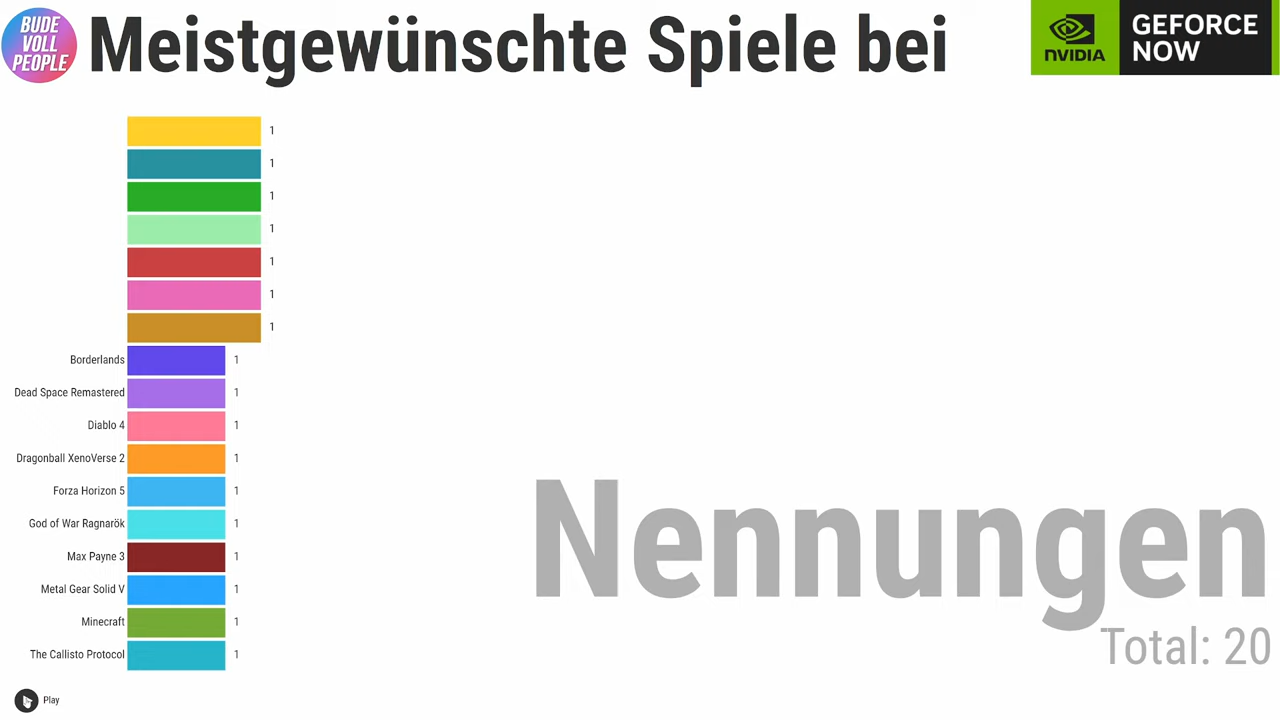 BUDE
VOLL
PEOPLE
Meistgewünschte Spiele bei
NVIDIA
GEFORCE
NOW
1
1
1
1
1
1
1
Borderlands 1
Dead Space Remastered 1
Diablo 4 1
Dragonball XenoVerse 2 1
Forza Horizon 5 1
God of War Ragnarök 1
Max Payne 3 1
Metal Gear Solid V 1
Minecraft 1
The Callisto Protocol 1
Nennungen
Total: 20
Play